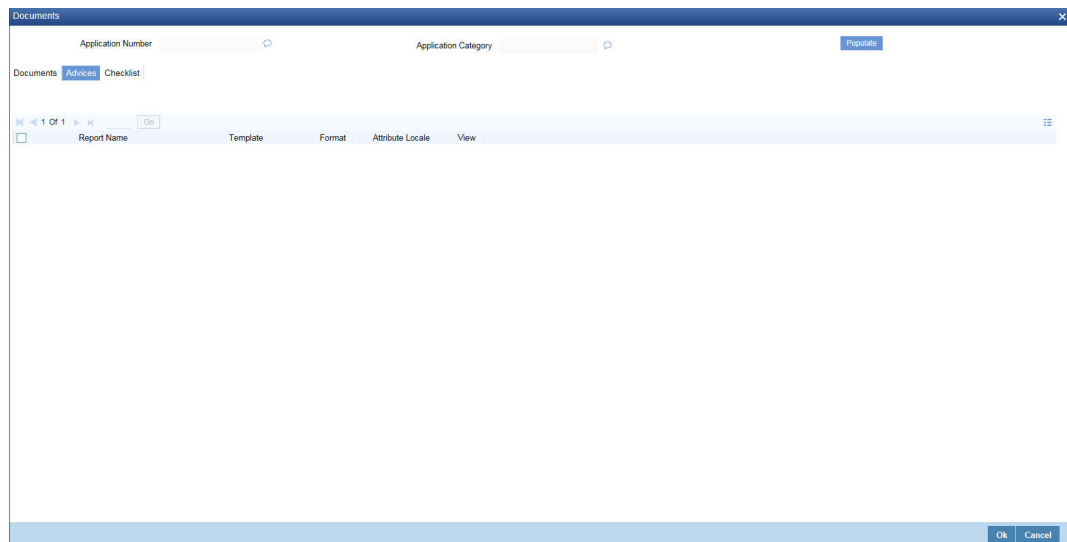 Documents
Application Number Application Category Populate
Documents Advices Checklist
1 Of 1 Go
Report Name Template Format Attribute Locale View
Ok Cancel